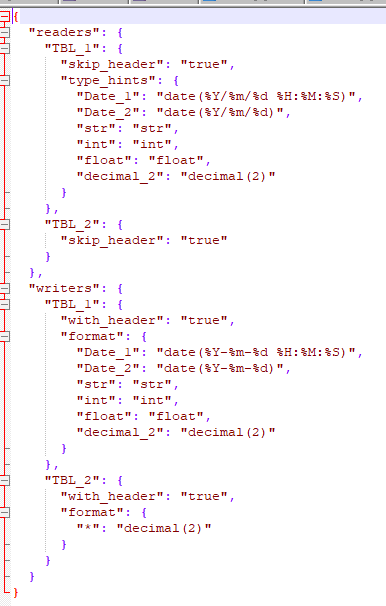 {
  "readers": {
    "TBL_1": {
      "skip_header": "true",
      "type_hints": {
        "Date_1": "date(%Y/%m/%d %H:%M:%S)",
        "Date_2": "date(%Y/%m/%d)",
        "str": "str",
        "int": "int",
        "float": "float",
        "decimal_2": "decimal(2)"
      }
    },
    "TBL_2": {
      "skip_header": "true"
    }
  },
  "writers": {
    "TBL_1": {
      "with_header": "true",
      "format": {
        "Date_1": "date(%Y-%m-%d %H:%M:%S)",
        "Date_2": "date(%Y-%m-%d)",
        "str": "str",
        "int": "int",
        "float": "float",
        "decimal_2": "decimal(2)"
      }
    },
    "TBL_2": {
      "with_header": "true",
      "format": {
        "*": "decimal(2)"
      }
    }
  }
}